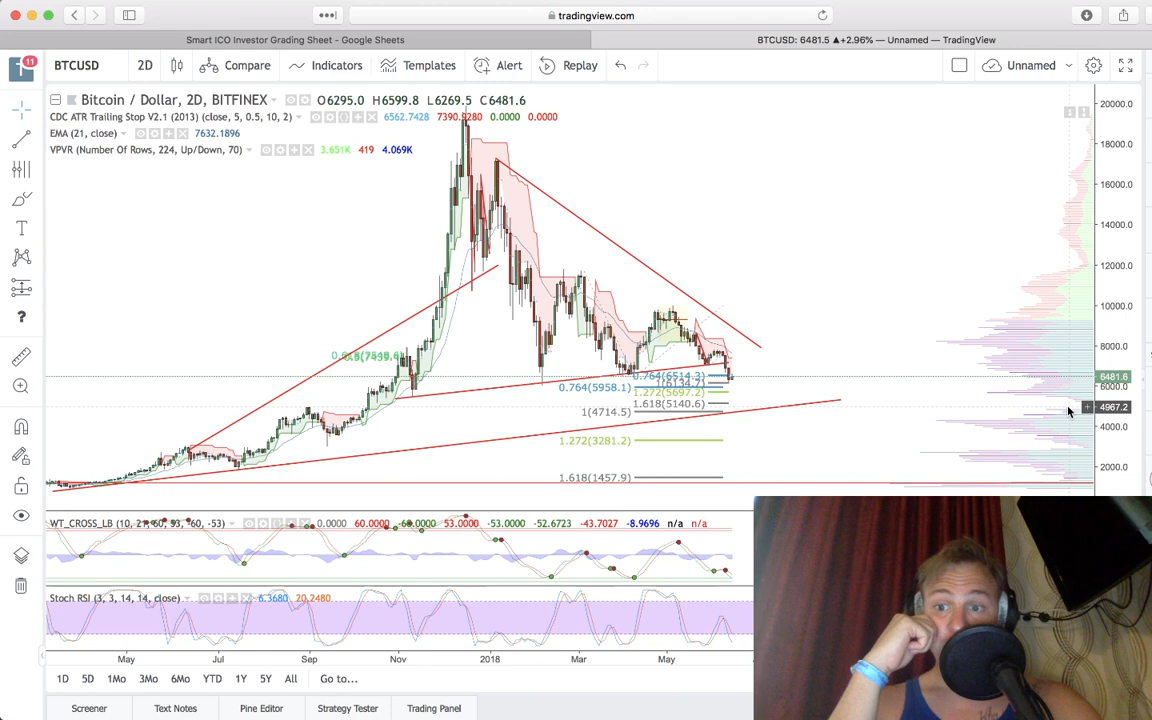 tradingview.com
Smart ICO Investor Grading Sheet - Google Sheets
BTCUSD: 6481.5 ▲+2.96% — Unnamed — TradingView
11
BTCUSD 2D Compare Indicators Templates Alert Replay Unnamed
Bitcoin / Dollar, 2D, BITFINEX O6295.0 H6599.8 L6269.5 C6481.6
CDC ATR Trailing Stop V2.1 (2013) (close, 5, 0.5, 10, 2) 6562.7428 7390.9280 0.0000 0.0000
EMA (21, close) 7632.1896
VPVR (Number Of Rows, 224, Up/Down, 70) 3.651K 419 4.069K
20000.0
18000.0
16000.0
14000.0
12000.0
10000.0
8000.0
6481.6
6000.0
4967.2
4000.0
2000.0
0.764(6514.3)
0.764(5958.1)
1.272(5697.2)
1.618(5140.6)
1(4714.5)
1.272(3281.2)
1.618(1457.9)
WT_CROSS_LB (10, 21, 60, 53, -60, -53) 0.0000 60.0000 -60.0000 53.0000 -53.0000 -52.6723 -43.7027 -8.9696 n/a n/a
Stoch RSI (3, 3, 14, 14, close) 6.3680 20.2480
May Jul Sep Nov 2018 Mar May
1D 5D 1Mo 3Mo 6Mo YTD 1Y 5Y All Go to...
Screener Text Notes Pine Editor Strategy Tester Trading Panel